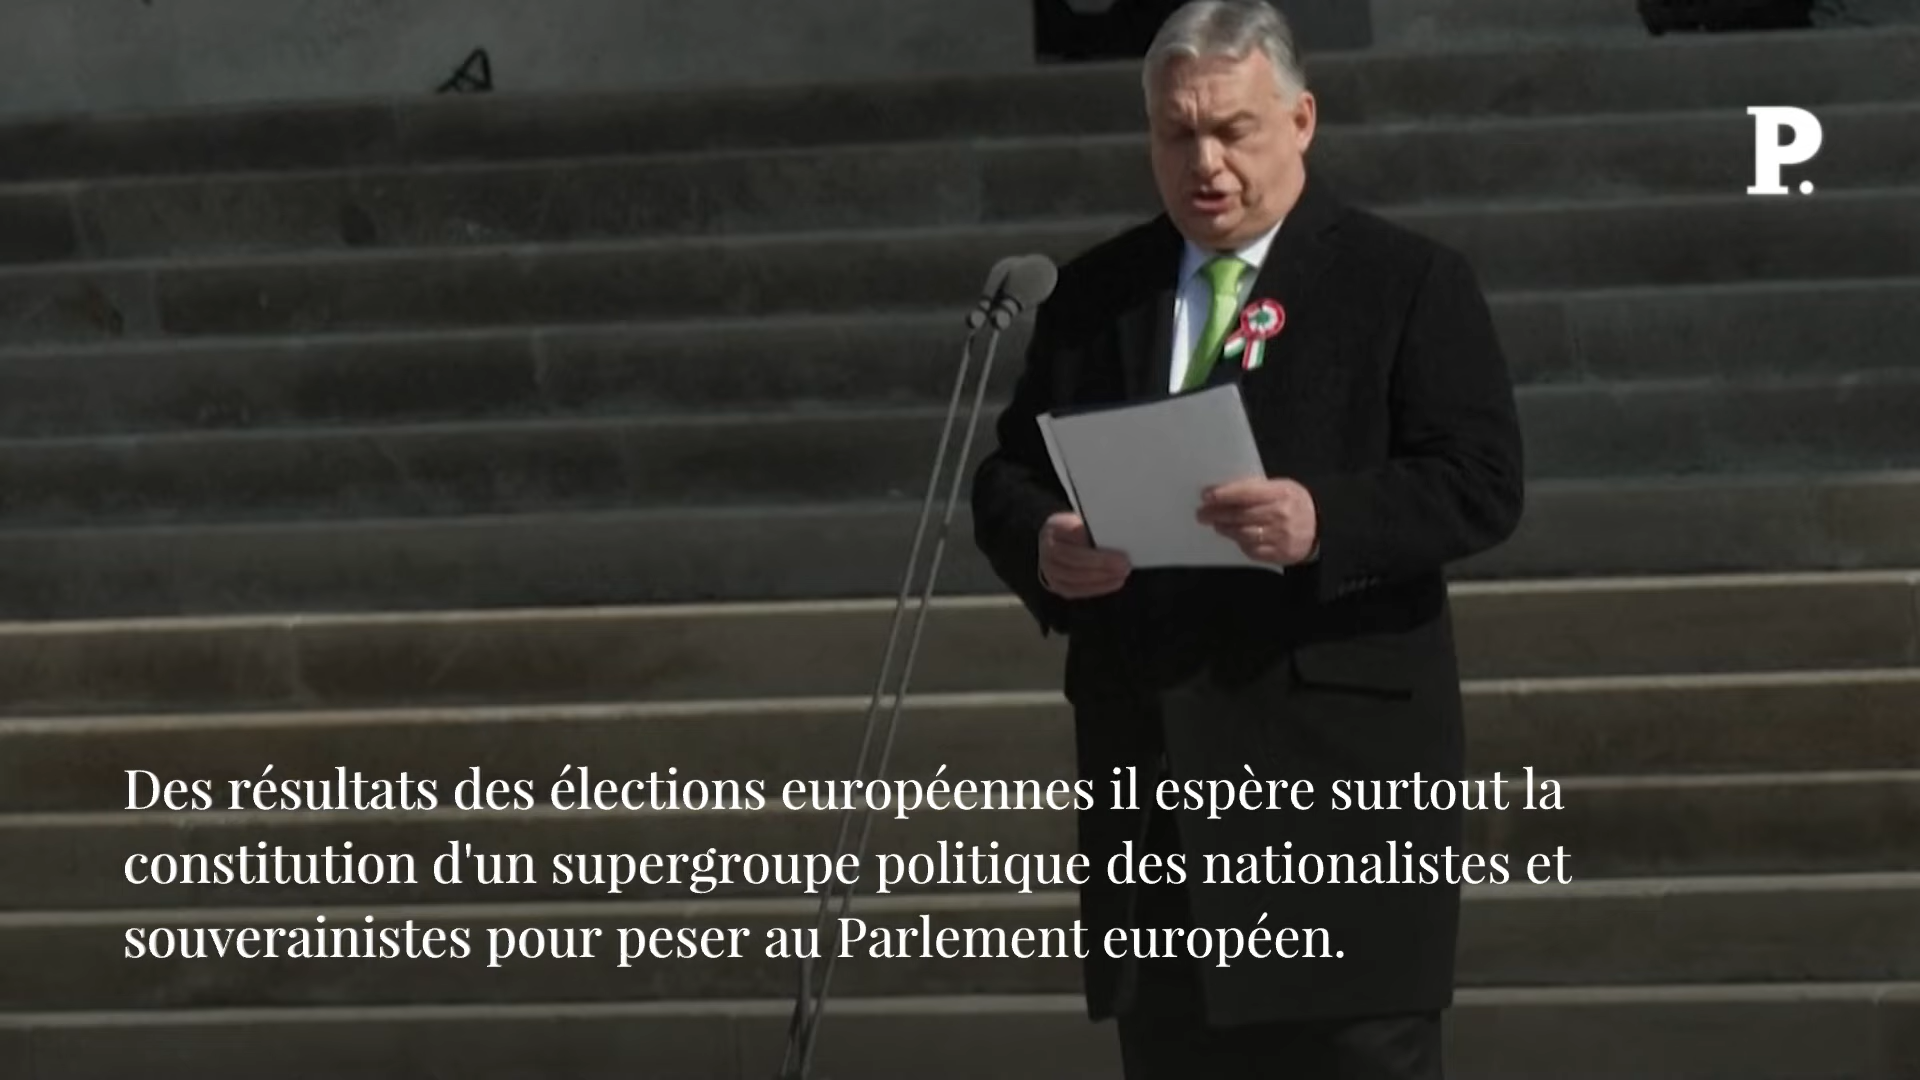 P.
Des résultats des élections européennes il espère surtout la
constitution d'un supergroupe politique des nationalistes et
souverainistes pour peser au Parlement européen.